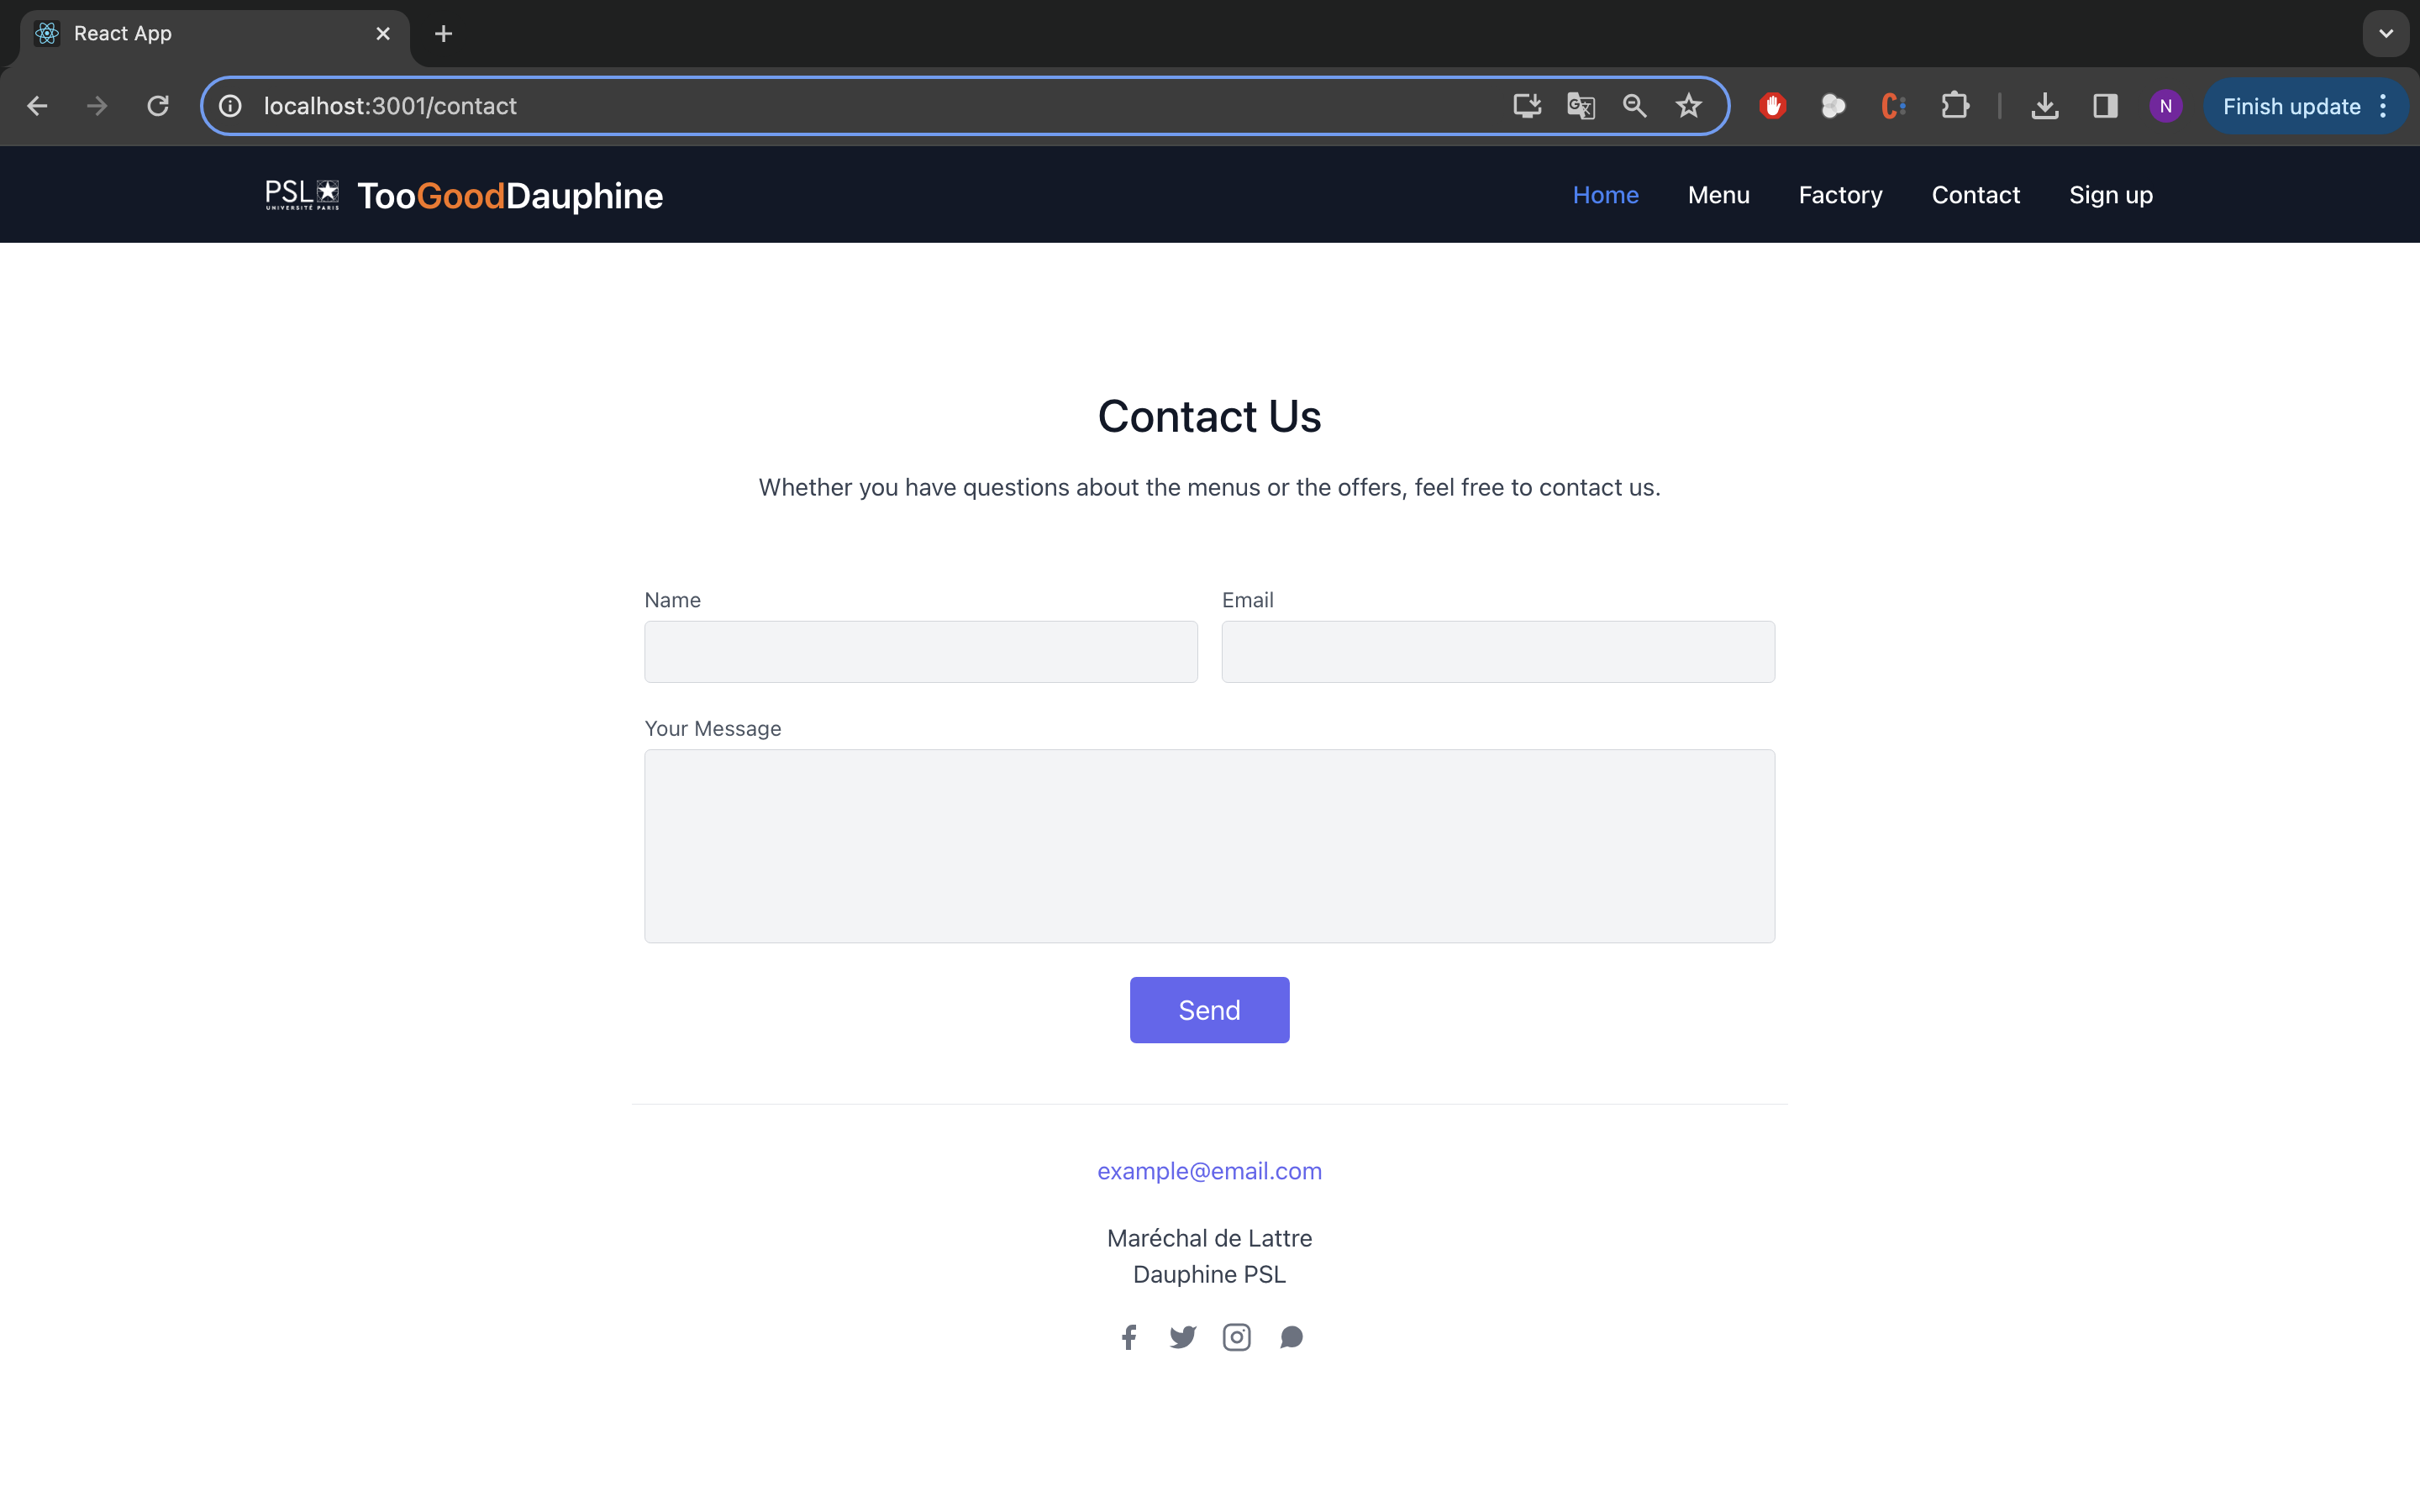 React App
localhost:3001/contact
N
Finish update
PSL
UNIVERSITÉ PARIS
TooGoodDauphine
Home
Menu
Factory
Contact
Sign up
Contact Us
Whether you have questions about the menus or the offers, feel free to contact us.
Name
Email
Your Message
Send
example@email.com
Maréchal de Lattre
Dauphine PSL